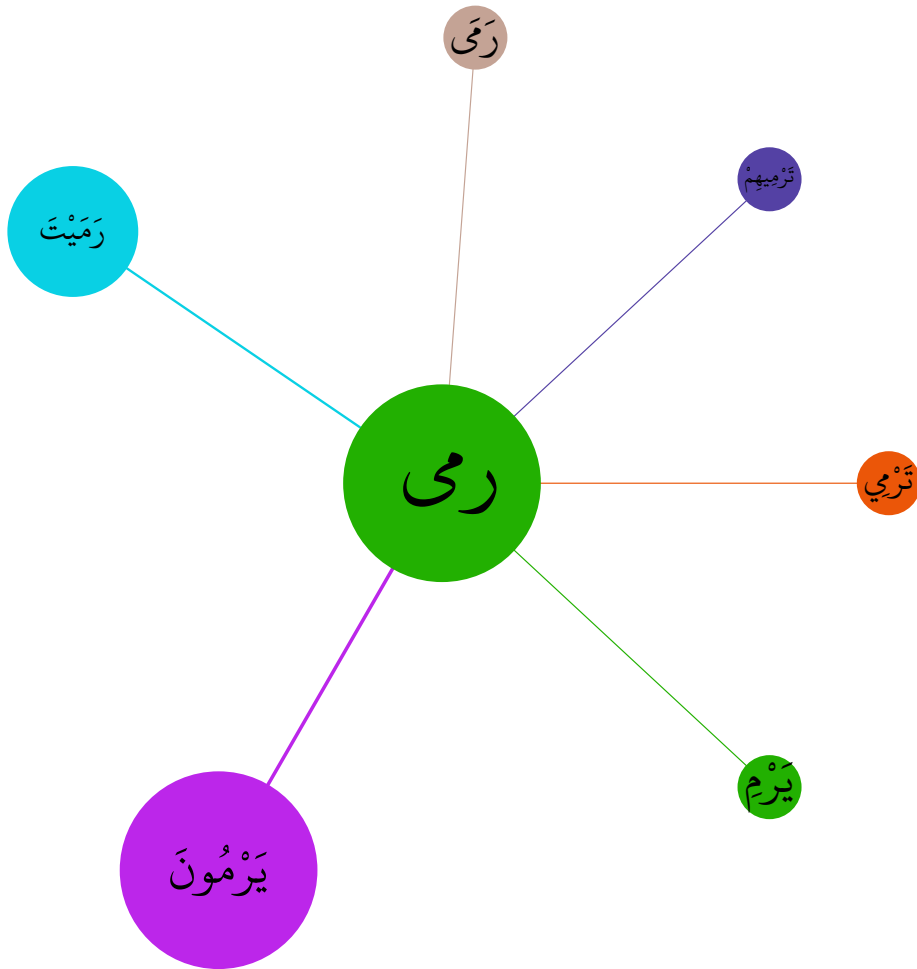 رَمَى
تَرْمِيهِمْ
رَمَيْتَ
رمى
تَرْمِي
يَرْمِ
يَرْمُونَ